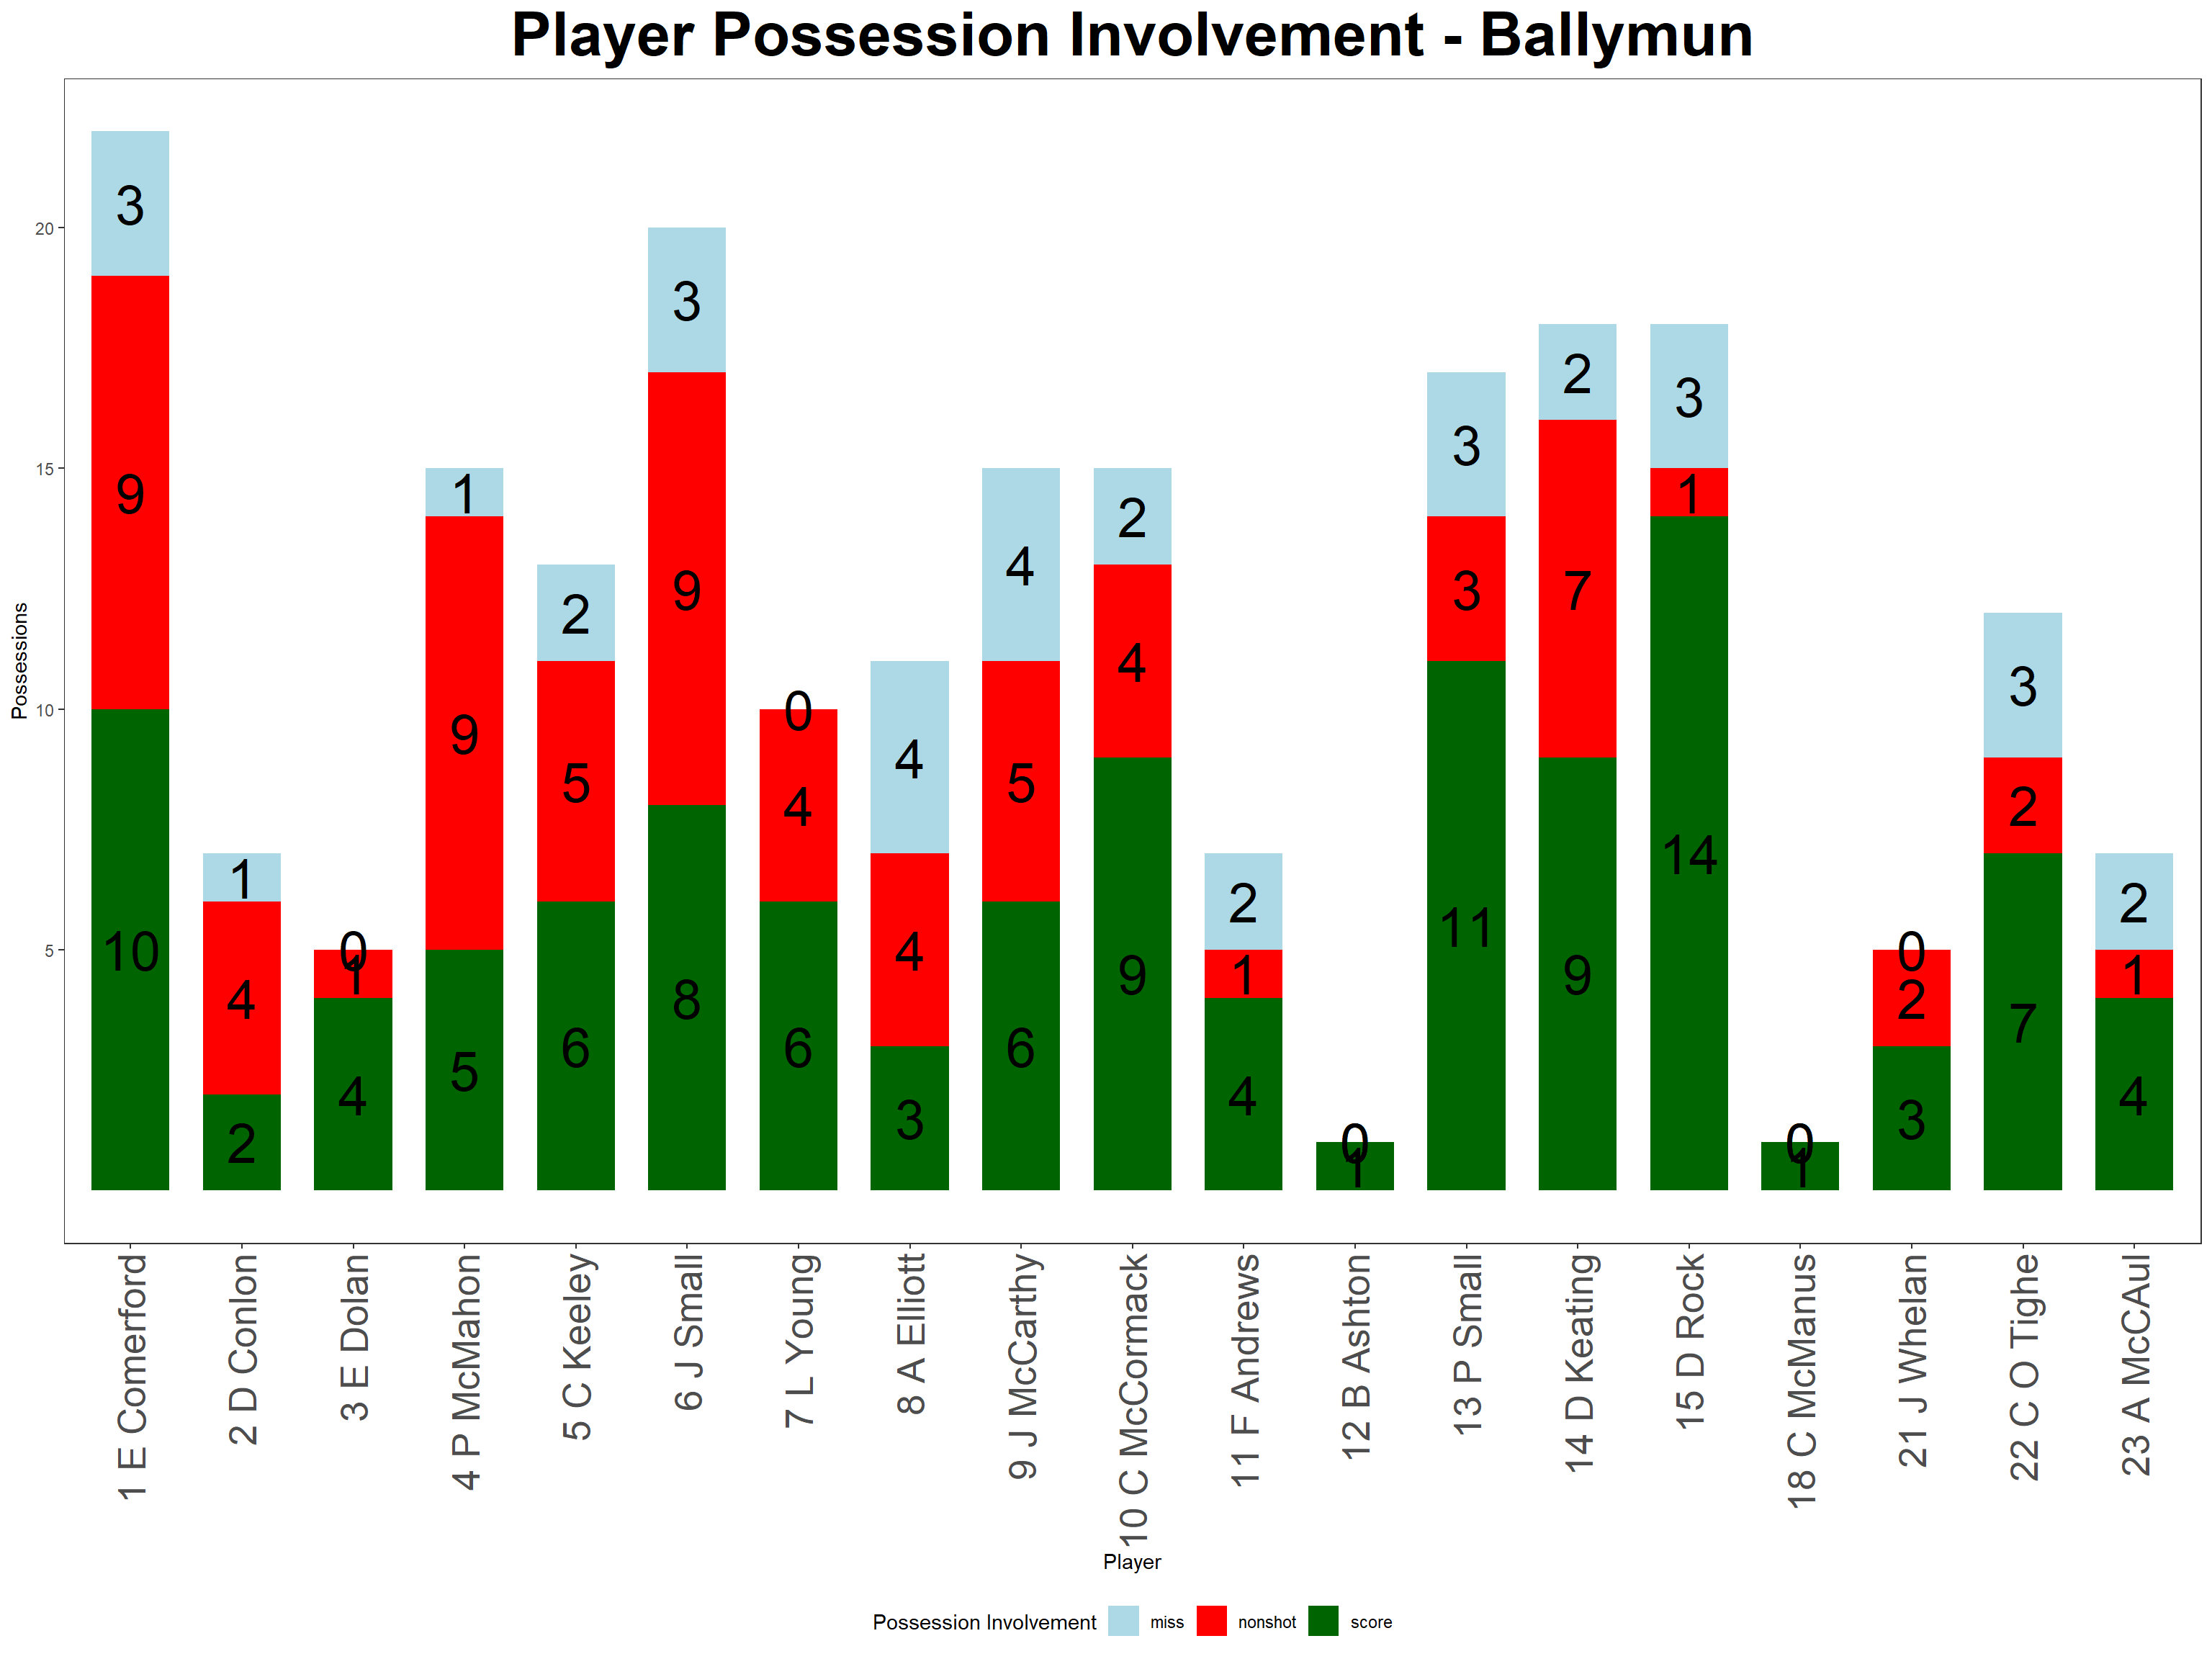 Player Possession Involvement - Ballymun
Possessions
20
15
10
5
3
9
10
1
4
2
0
1
4
1
9
5
2
5
6
3
9
8
0
4
6
4
4
3
4
5
6
2
4
9
2
1
4
0
1
3
3
11
2
7
9
3
1
14
0
1
0
2
3
3
2
7
2
1
4
1 E Comerford
2 D Conlon
3 E Dolan
4 P McMahon
5 C Keeley
6 J Small
7 L Young
8 A Elliott
9 J McCarthy
10 C McCormack
11 F Andrews
12 B Ashton
13 P Small
14 D Keating
15 D Rock
18 C McManus
21 J Whelan
22 C O Tighe
23 A McCAul
Player
Possession Involvement miss nonshot score